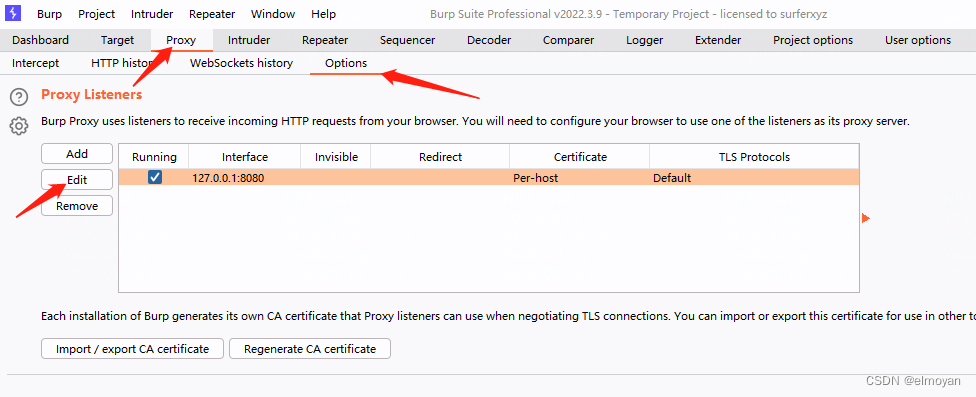 Burp Project Intruder Repeater Window Help Burp Suite Professional v2022.3.9 - Temporary Project - licensed to surferxyz
Dashboard Target Proxy Intruder Repeater Sequencer Decoder Comparer Logger Extender Project options User options
Intercept HTTP history WebSockets history Options
Proxy Listeners
Burp Proxy uses listeners to receive incoming HTTP requests from your browser. You will need to configure your browser to use one of the listeners as its proxy server.
Add
Edit
Remove
Running Interface Invisible Redirect Certificate TLS Protocols
127.0.0.1:8080 Per-host Default
Each installation of Burp generates its own CA certificate that Proxy listeners can use when negotiating TLS connections. You can import or export this certificate for use in other to
Import / export CA certificate Regenerate CA certificate
CSDN @elmoyan